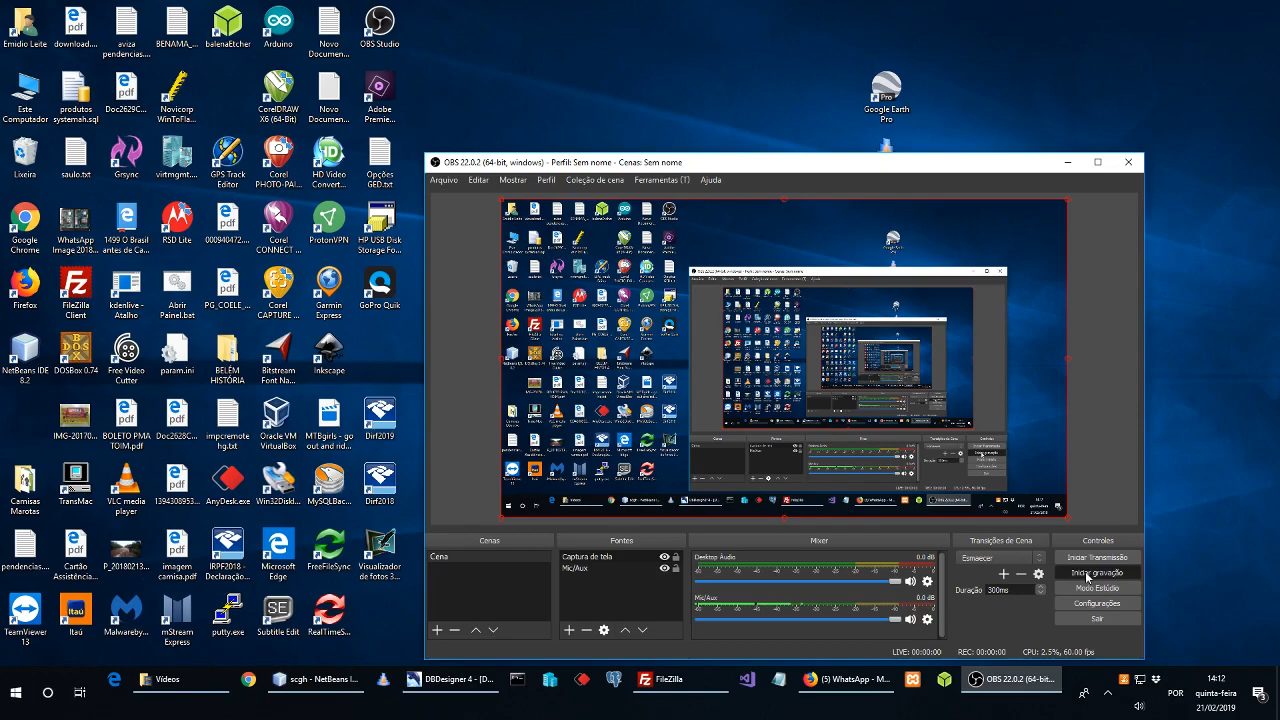 Emidio Leite
download....
aviza pendencias....
BENAMA_...
balenaEtcher
Arduino
Novo Documen...
OBS Studio
Este Computador
produtos systemah.sql
Doc2629C...
Novicorp WinToFla...
CorelDRAW X6 (64-Bit)
Novo Documen...
Adobe Premie...
Google Earth Pro
Lixeira
saulo.txt
Grsync
virtmgmt....
GPS Track Editor
Corel PHOTO-PAI...
HD Video Convert...
Opções GED.txt
Google Chrome
WhatsApp Image 2018...
1499 O Brasil antes de Ca...
RSD Lite
000940472...
Corel CONNECT ...
ProtonVPN
HP USB Disk Storage Fo...
Firefox
FileZilla Client
kdenlive - Atalho
Abrir Painel.bat
PG_COELE...
Corel CAPTURE ...
Garmin Express
GoPro Quik
NetBeans IDE 8.2
DOSBox 0.74
Free Video Cutter
param.ini
BELÉM HISTÓRIA
Bitstream Font Na...
Inkscape
IMG-20170...
BOLETO PMATOIM.pdf
Doc2628C...
impcremote hq.txt
Oracle VM VirtualBox
MTBgirls - go out and rid...
Dirf2019
Camisas Marotas
TransMac
VLC media player
1394308953...
AnyDesk.exe
MySQLBac...
Dirf2018
pendencias....
Cartão Assistência...
P_20180213...
imagem camisa.pdf
IRPF2018 - Declaração...
Microsoft Edge
FreeFileSync
Visualizador de fotos 3...
TeamViewer 13
Itaú
Malwareby...
mStream Express
putty.exe
Subtitle Edit
RealTimeS...
OBS 22.0.2 (64-bit, windows) - Perfil: Sem nome - Cenas: Sem nome
Arquivo Editar Mostrar Perfil Coleção de cena Ferramentas (T) Ajuda
Cenas Fontes Mixer Transições de Cena Controles
Cena
Captura de tela
Mic/Aux
Desktop Audio 0.0 dB
Mic/Aux 0.0 dB
Esmaecer
Duração 300ms
Iniciar Transmissão
Iniciar gravação
Modo Estúdio
Configurações
Sair
LIVE: 00:00:00 REC: 00:00:00 CPU: 2.5%, 60.00 fps
Vídeos
scgh - NetBeans I...
DBDesigner 4 - [D...
FileZilla
(5) WhatsApp - M...
OBS 22.0.2 (64-bit...
POR
14:12
quinta-feira
21/02/2019
3